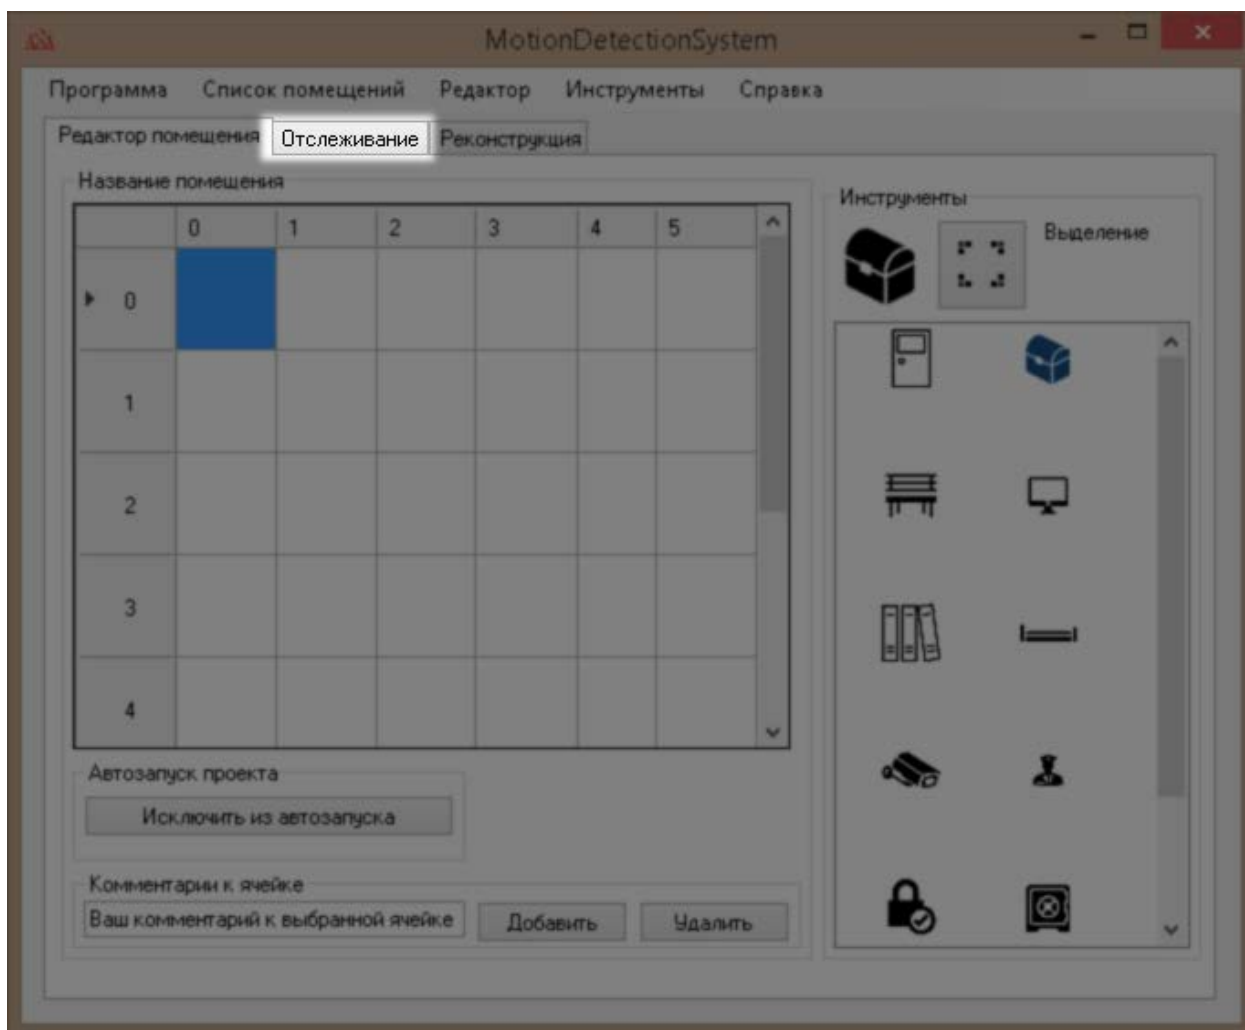 MotionDetectionSystem
Программа Список помещений Редактор Инструменты Справка
Редактор помещения Отслеживание Реконструкция
Название помещения
Инструменты
0 1 2 3 4 5
Выделение
0
1
2
3
4
Автозапуск проекта
Исключить из автозапуска
Комментарии к ячейке
Ваш комментарий к выбранной ячейке Добавить Удалить